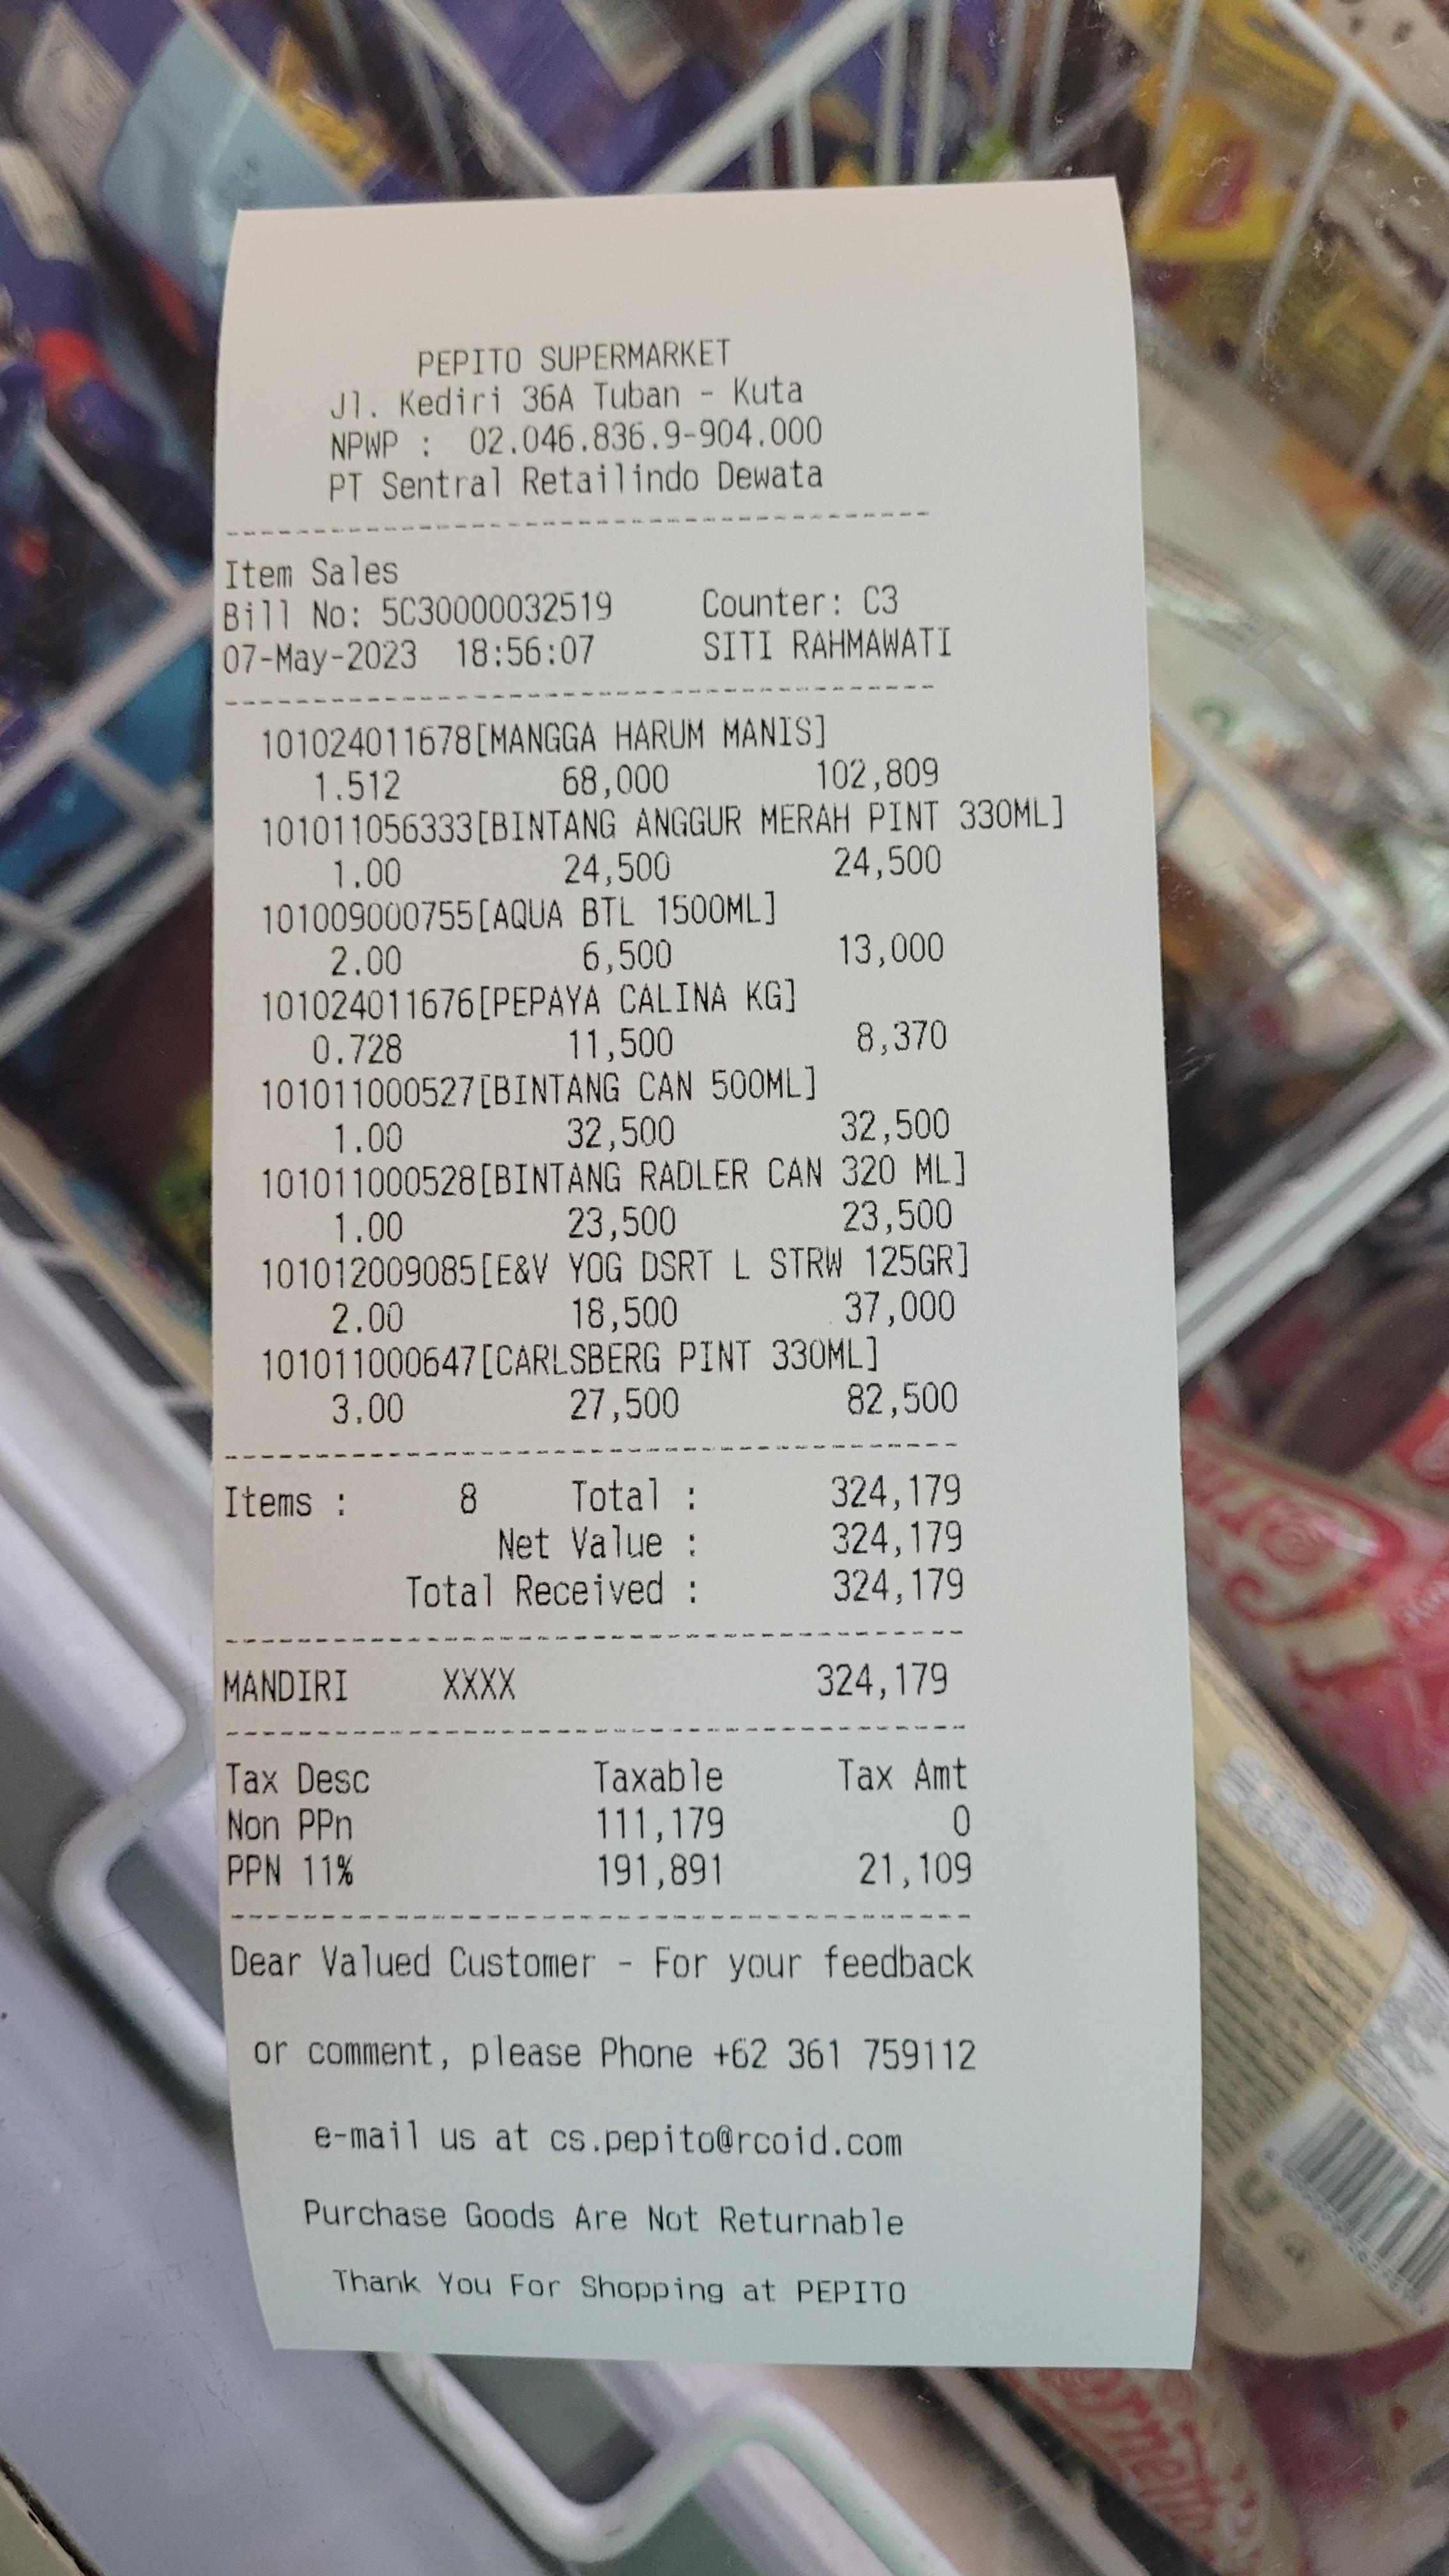 PEPITO SUPERMARKET
Jl. Kediri 36A Tuban - Kuta
NPWP : 02.046.836.9-904.000
PT Sentral Retailindo Dewata
Item Sales
Bill No: 5C30000032519 Counter: C3
07-May-2023 18:56:07 SITI RAHMAWATI
101024011678[MANGGA HARUM MANIS]
1.512 68,000 102,809
101011056333[BINTANG ANGGUR MERAH PINT 330ML]
1.00 24,500 24,500
101009000755[AQUA BTL 1500ML]
2.00 6,500 13,000
101024011676[PEPAYA CALINA KG]
0.728 11,500 8,370
101011000527[BINTANG CAN 500ML]
1.00 32,500 32,500
101011000528[BINTANG RADLER CAN 320 ML]
1.00 23,500 23,500
101012009085[E&V YOG DSRT L STRW 125GR]
2.00 18,500 37,000
101011000647[CARLSBERG PINT 330ML]
3.00 27,500 82,500
Items : 8 Total : 324,179
Net Value : 324,179
Total Received : 324,179
MANDIRI XXXX 324,179
Tax Desc Taxable Tax Amt
Non PPn 111,179 0
PPN 11% 191,891 21,109
Dear Valued Customer - For your feedback
or comment, please Phone +62 361 759112
e-mail us at cs.pepito@rcoid.com
Purchase Goods Are Not Returnable
Thank You For Shopping at PEPITO